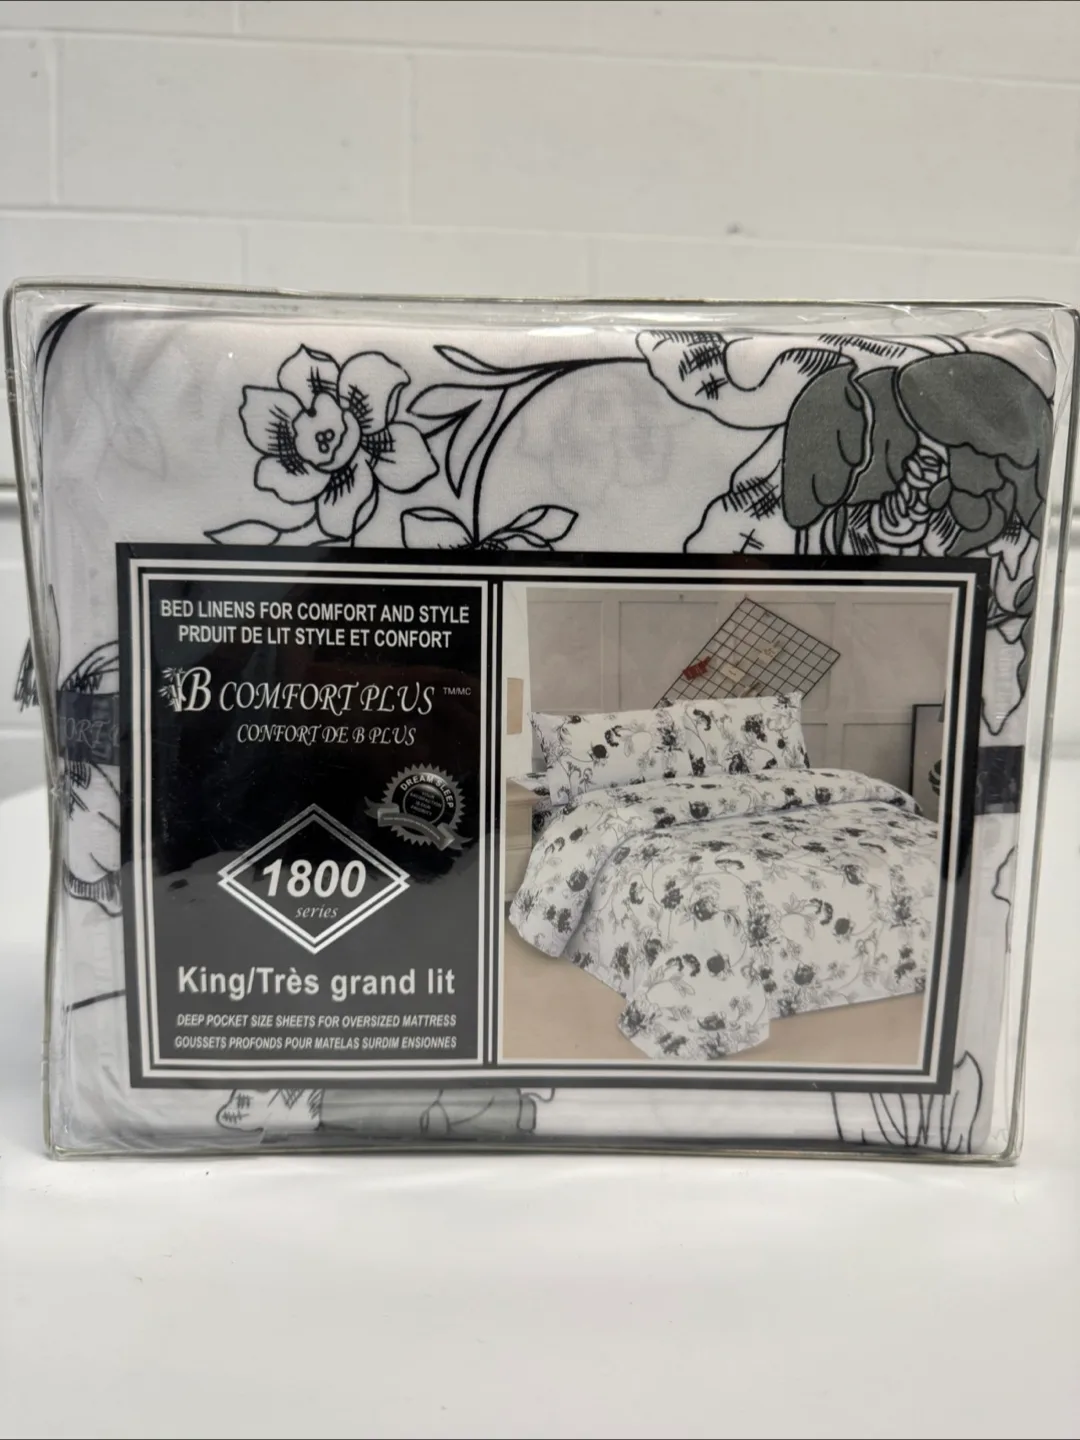 BED LINENS FOR COMFORT AND STYLE
PRDUIT DE LIT STYLE ET CONFORT
B COMFORT PLUS TM/MC
CONFORT DE B PLUS
DREAM SLEEP
1800
series
King/Très grand lit
DEEP POCKET SIZE SHEETS FOR OVERSIZED MATTRESS
GOUSSETS PROFONDS POUR MATELAS SURDIM ENSIONNES